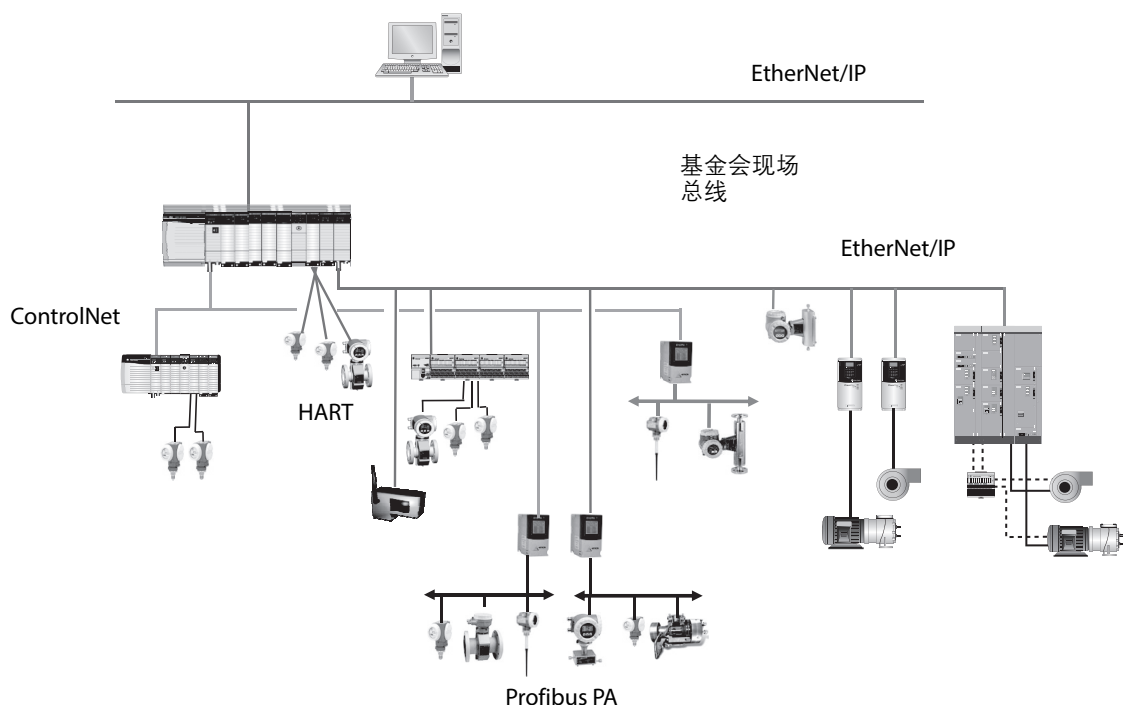 EtherNet/IP
基金会现场
总线
EtherNet/IP
ControlNet
HART
Profibus PA